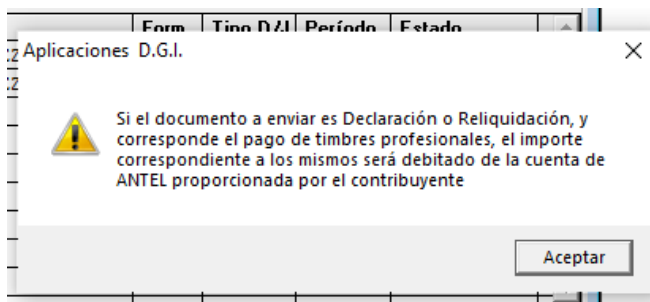 Form Tipo D/J Período Estado
Aplicaciones D.G.I.
Si el documento a enviar es Declaración o Reliquidación, y
corresponde el pago de timbres profesionales, el importe
correspondiente a los mismos será debitado de la cuenta de
ANTEL proporcionada por el contribuyente
Aceptar